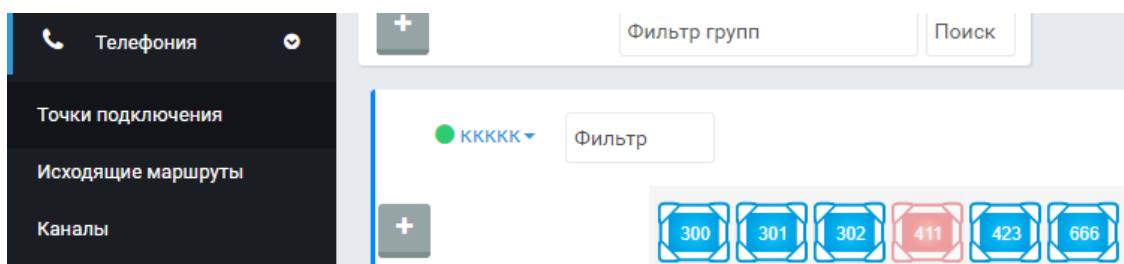 Телефония
+
Фильтр групп
Поиск
Точки подключения
Исходящие маршруты
Каналы
ккккк
Фильтр
+
300 301 302 411 423 666